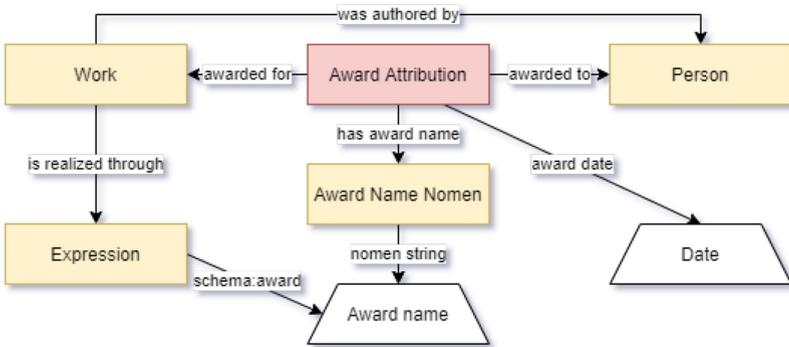 was authored by
Work
awarded for
Award Attribution
awarded to
Person
has award name
is realized through
award date
Award Name Nomen
Expression
nomen string
Date
schema:award
Award name